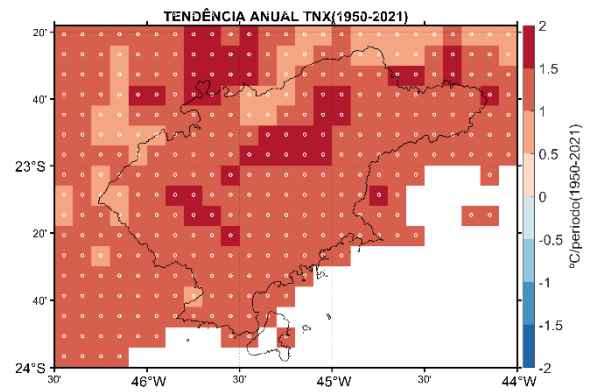 TENDÊNCIA ANUAL TNX(1950-2021)
20'
40'
23°S
20'
40'
24°S
30'
46°W
30'
45°W
30'
44°W
2
1.5
1
0.5
0
-0.5
-1
-1.5
-2
ºC/periodo(1950-2021)